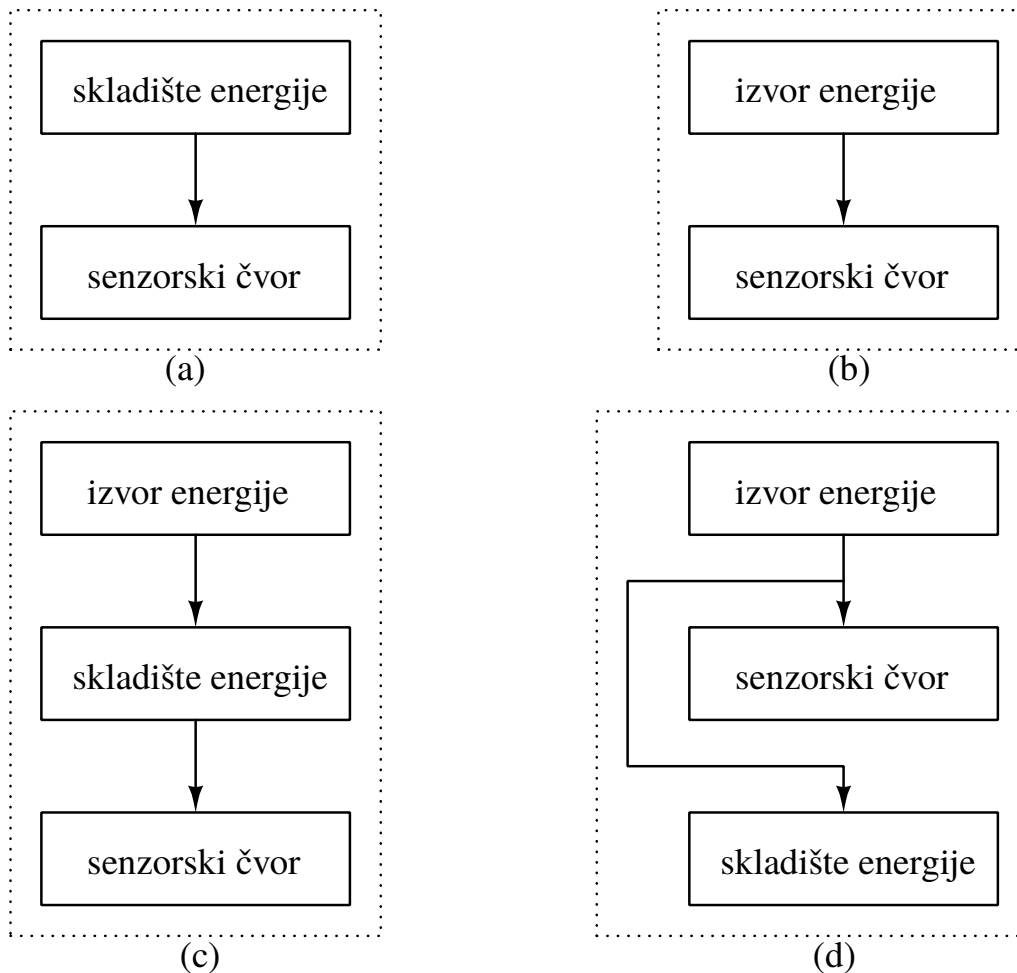 skladište energije
senzorski čvor
(a)
izvor energije
senzorski čvor
(b)
izvor energije
skladište energije
senzorski čvor
(c)
izvor energije
senzorski čvor
skladište energije
(d)